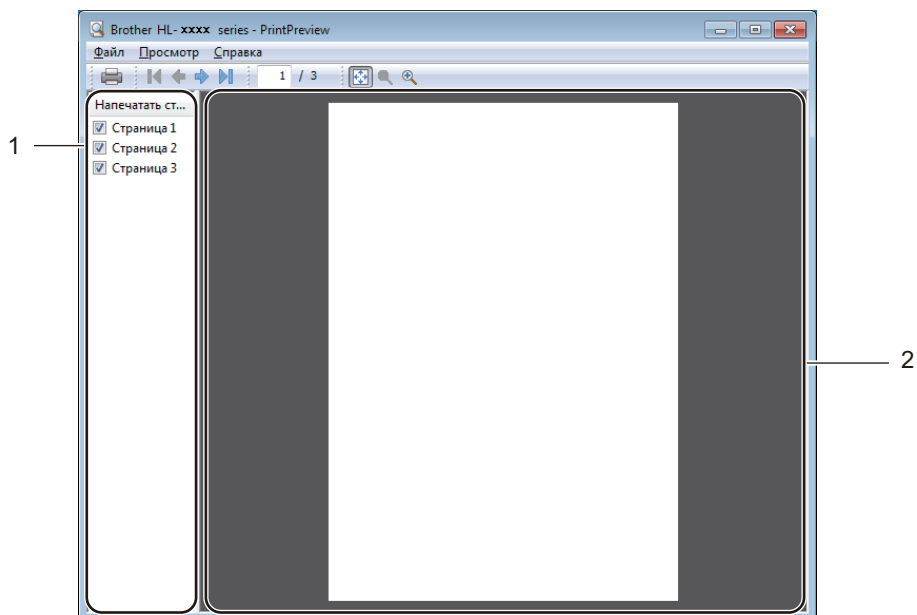 Brother HL- xxxx series - PrintPreview
Файл Просмотр Справка
1 / 3
Напечатать ст...
Страница 1
Страница 2
Страница 3
1
2